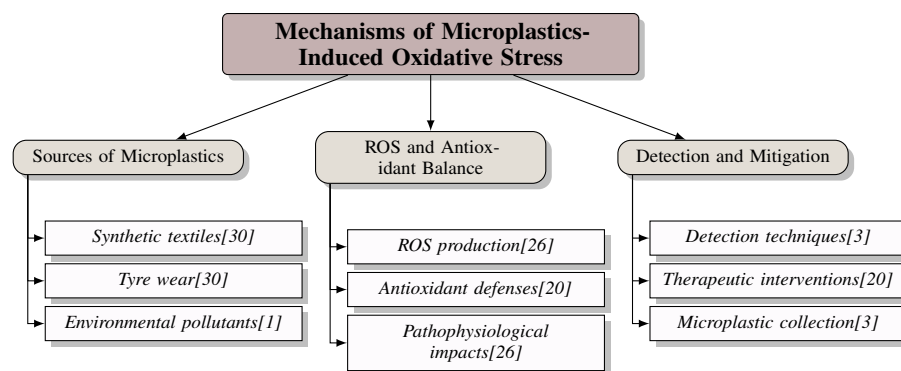 Mechanisms of Microplastics-
Induced Oxidative Stress
Sources of Microplastics
Synthetic textiles[30]
Tyre wear[30]
Environmental pollutants[1]
ROS and Antiox-
idant Balance
ROS production[26]
Antioxidant defenses[20]
Pathophysiological
impacts[26]
Detection and Mitigation
Detection techniques[3]
Therapeutic interventions[20]
Microplastic collection[3]